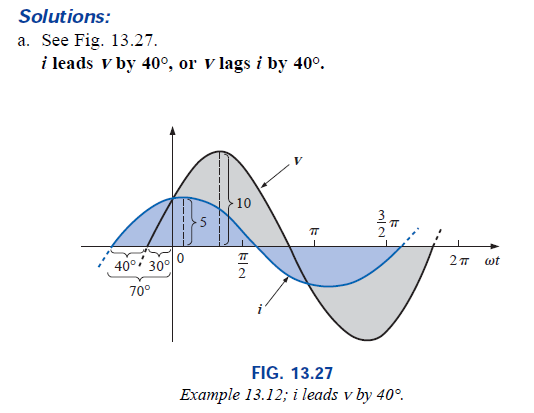 Solutions:
a. See Fig. 13.27.
i leads v by 40°, or v lags i by 40°.
v
10
5
π
3/2 π
40° 30° 0
π/2
2π ωt
70°
i
FIG. 13.27
Example 13.12; i leads v by 40°.